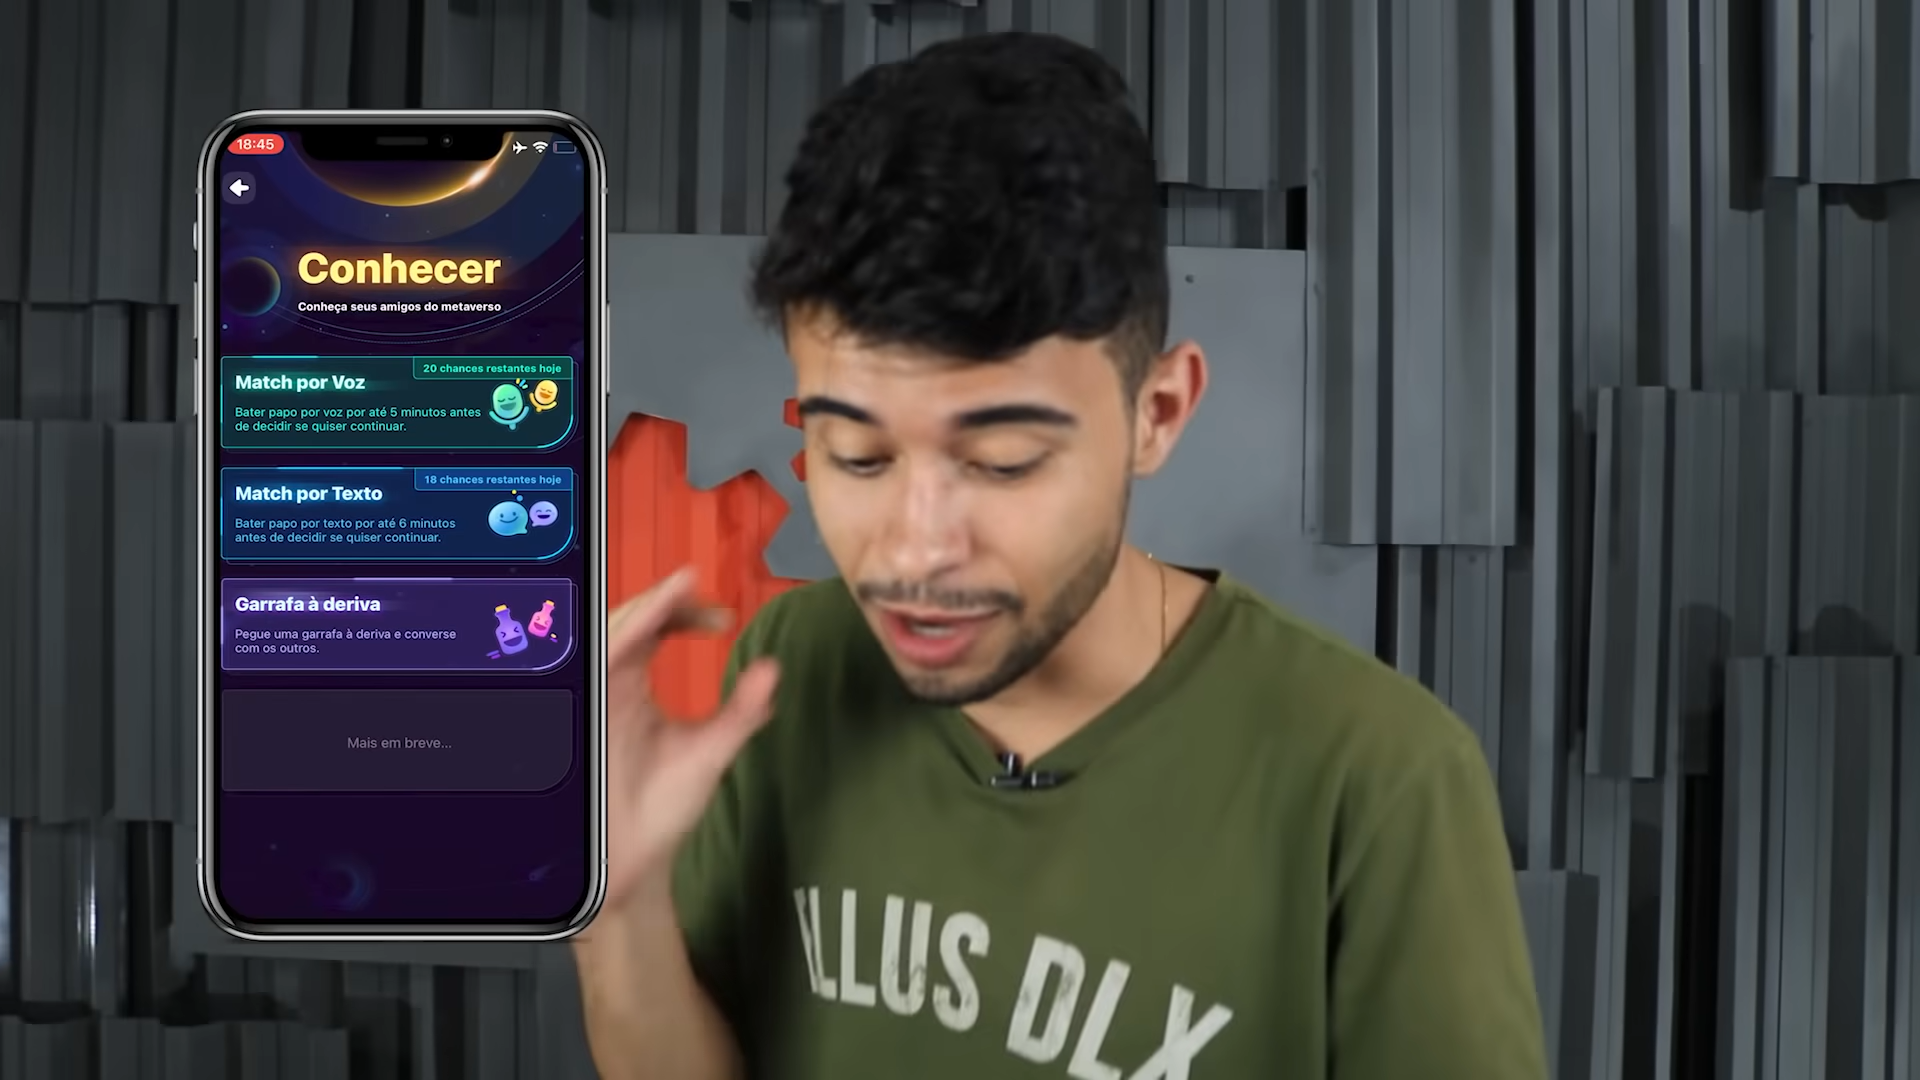 18:45
Conhecer
Conheça seus amigos do metaverso
20 chances restantes hoje
Match por Voz
Bater papo por voz por até 5 minutos antes
de decidir se quiser continuar.
18 chances restantes hoje
Match por Texto
Bater papo por texto por até 6 minutos
antes de decidir se quiser continuar.
Garrafa à deriva
Pegue uma garrafa à deriva e converse
com os outros.
Mais em breve...
ELLUS DLX